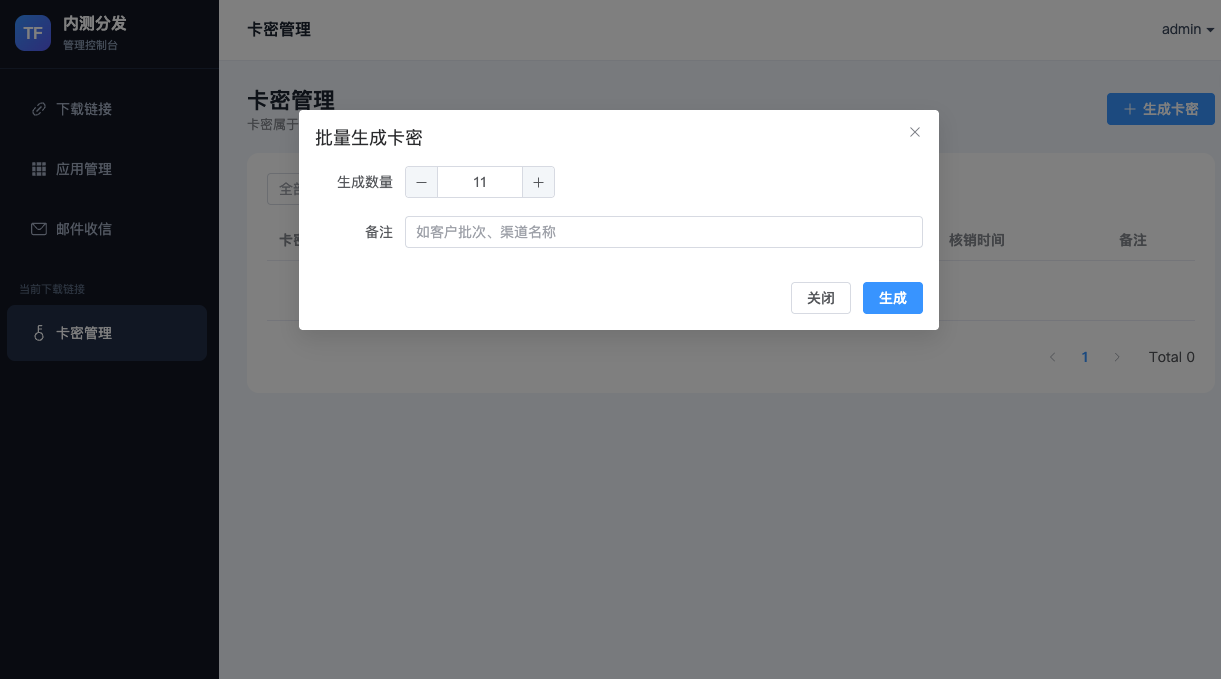 TF
内测分发
管理控制台
下载链接
应用管理
邮件收信
当前下载链接
卡密管理
卡密管理
admin
卡密管理
卡密属于
生成卡密
批量生成卡密
生成数量
11
备注
如客户批次、渠道名称
关闭
生成
全部
核销时间
备注
1
Total 0